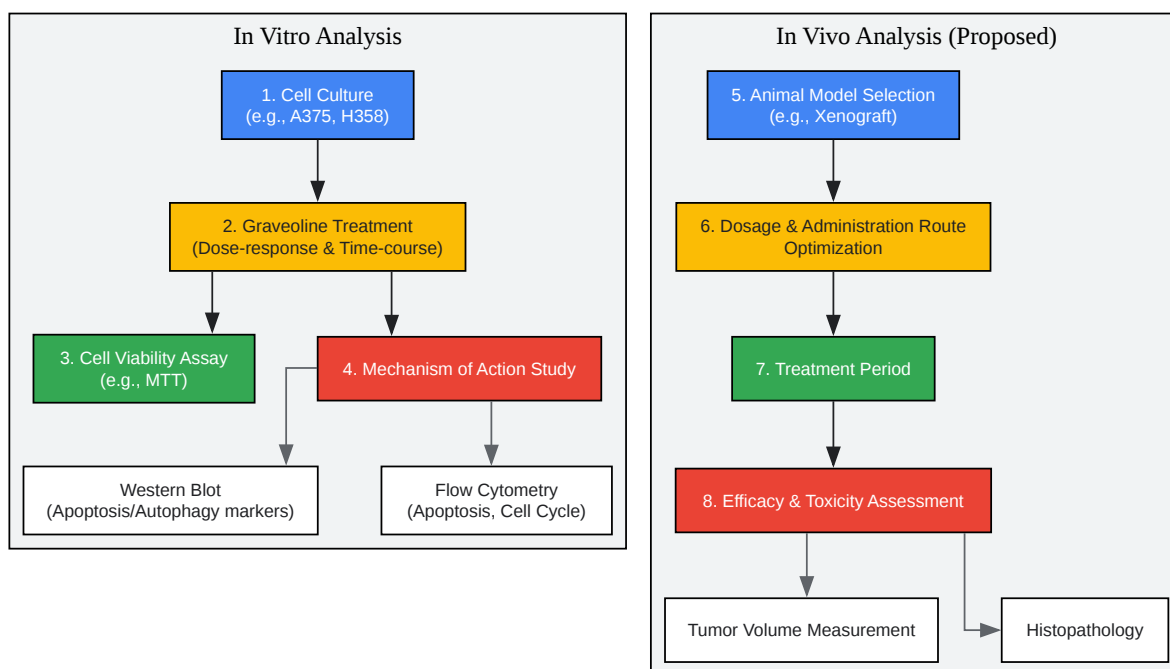 In Vitro Analysis
1. Cell Culture
(e.g., A375, H358)
2. Graveoline Treatment
(Dose-response & Time-course)
3. Cell Viability Assay
(e.g., MTT)
4. Mechanism of Action Study
Western Blot
(Apoptosis/Autophagy markers)
Flow Cytometry
(Apoptosis, Cell Cycle)
In Vivo Analysis (Proposed)
5. Animal Model Selection
(e.g., Xenograft)
6. Dosage & Administration Route
Optimization
7. Treatment Period
8. Efficacy & Toxicity Assessment
Tumor Volume Measurement
Histopathology